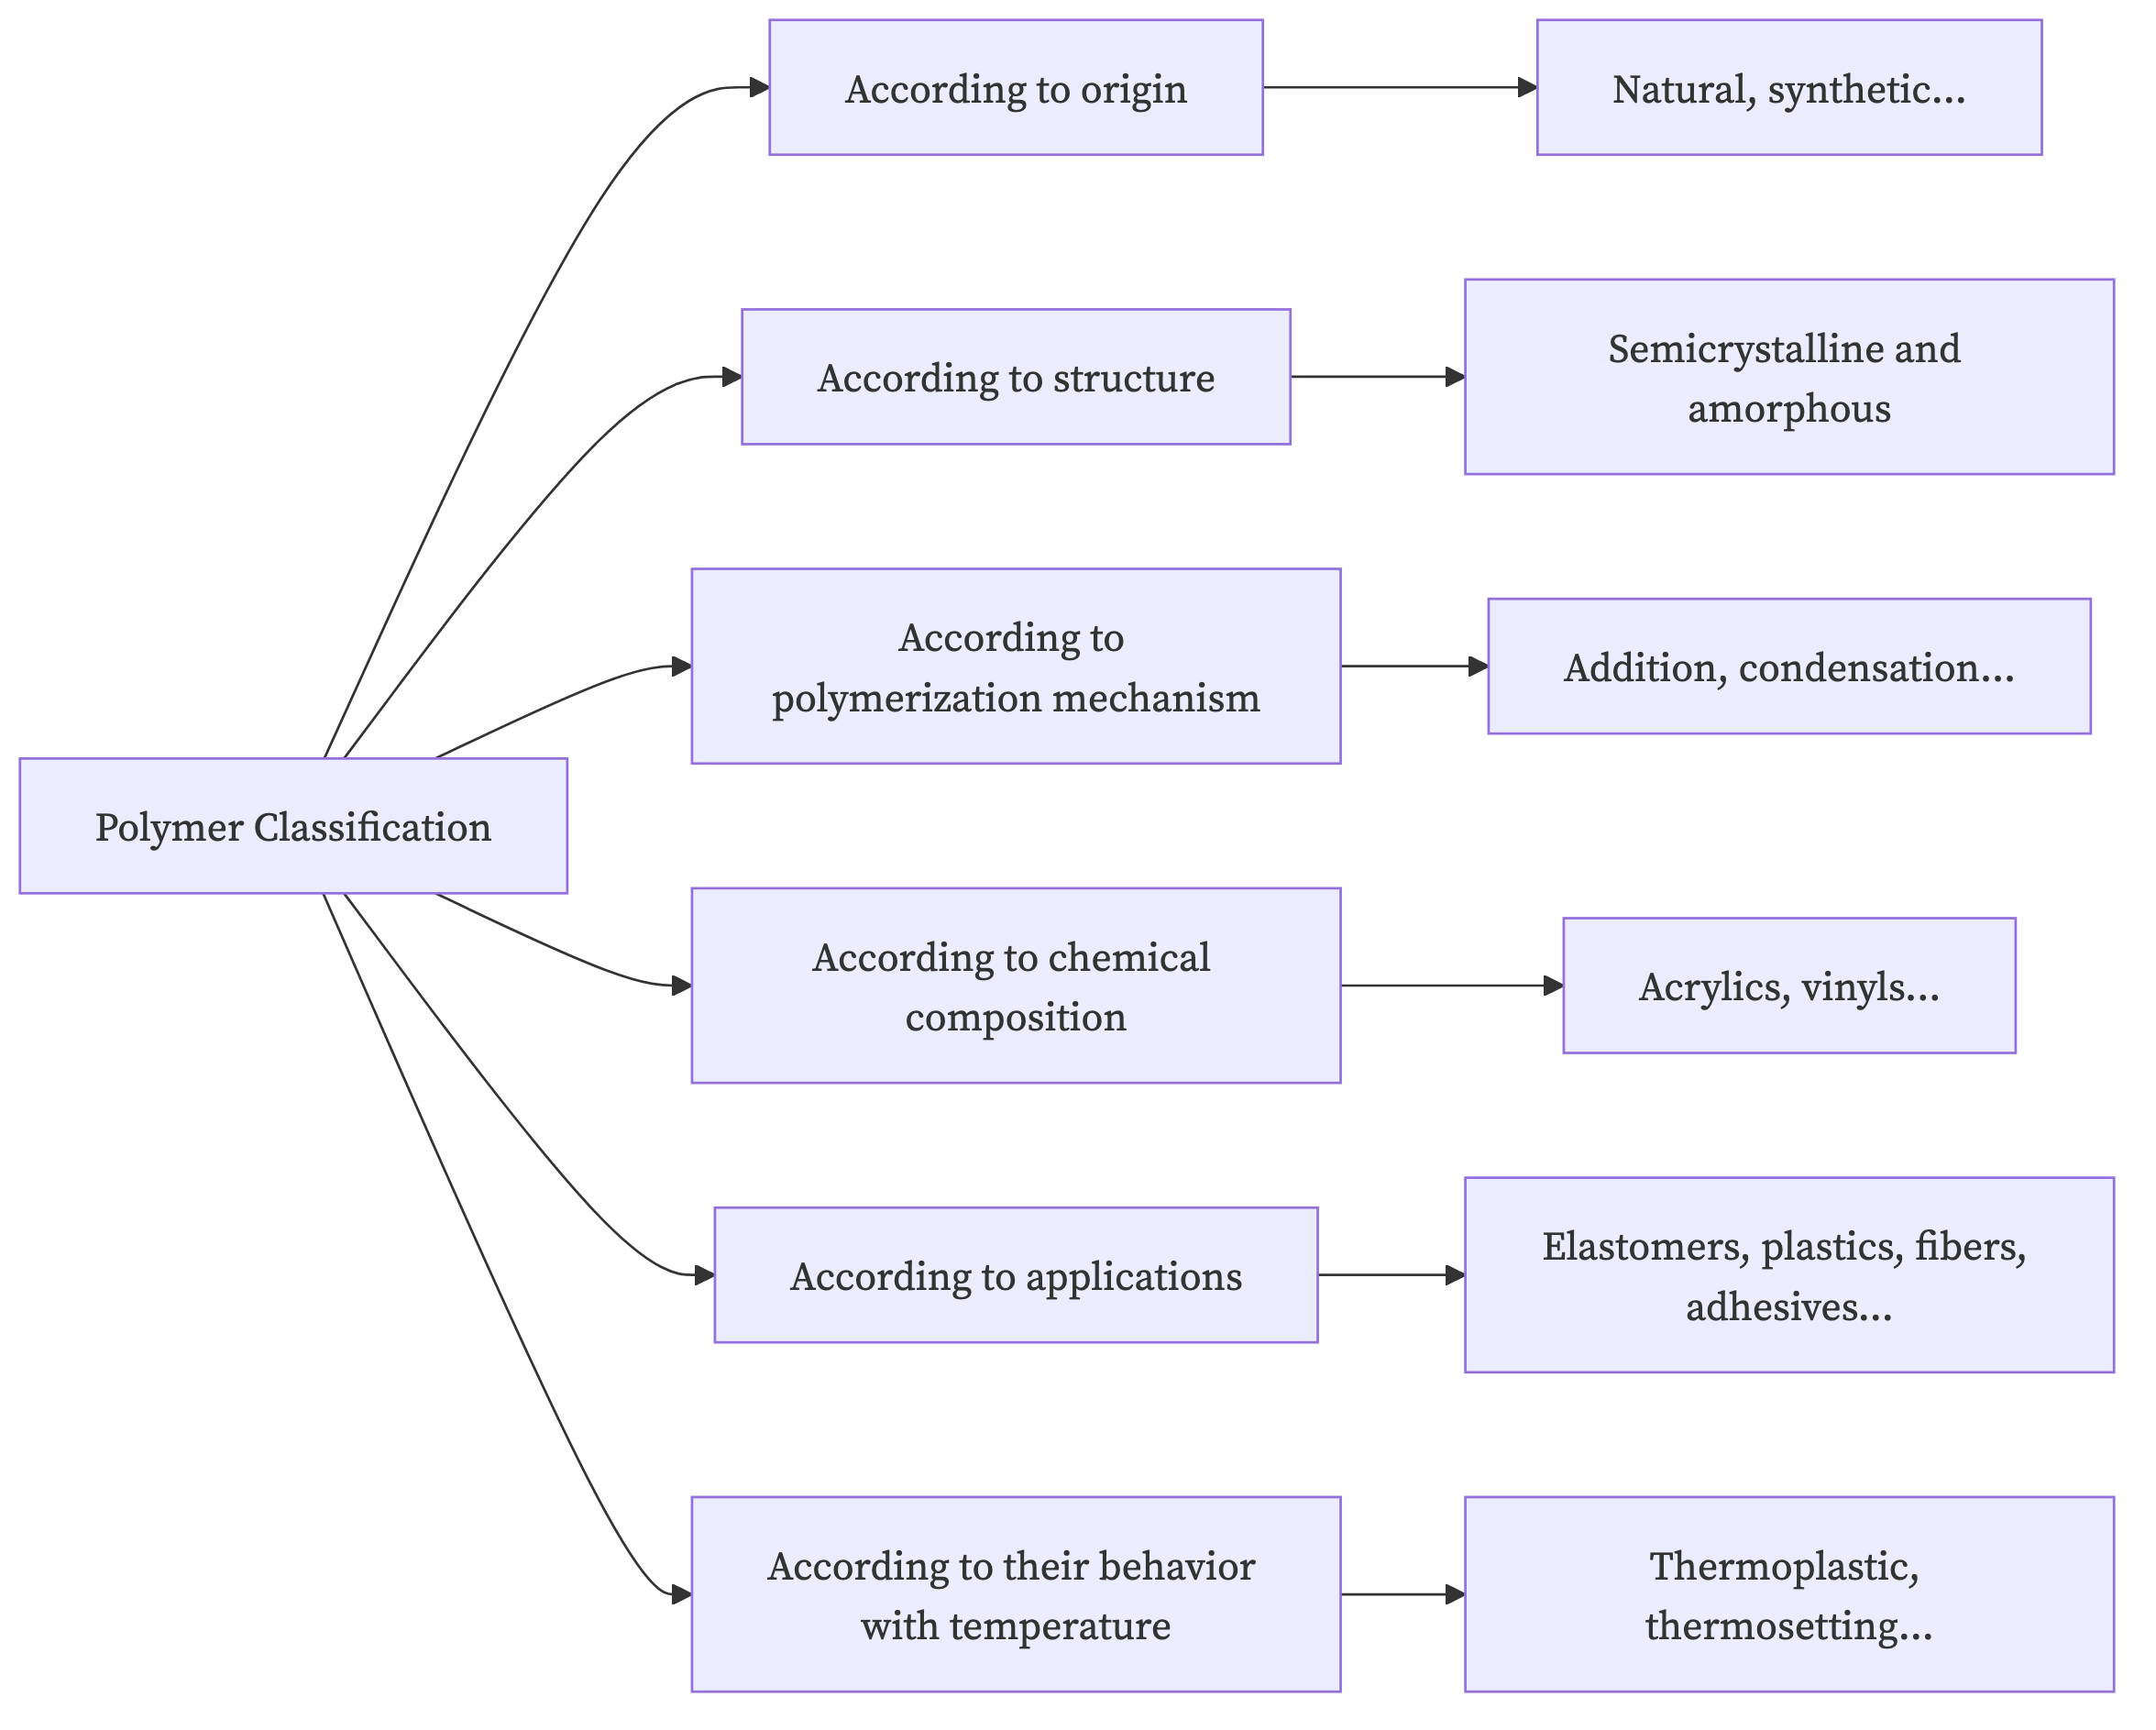 According to origin
Natural, synthetic...
According to structure
Semicrystalline and
amorphous
According to
polymerization mechanism
Addition, condensation...
Polymer Classification
According to chemical
composition
Acrylics, vinyls...
According to applications
Elastomers, plastics, fibers,
adhesives...
According to their behavior
with temperature
Thermoplastic,
thermosetting...